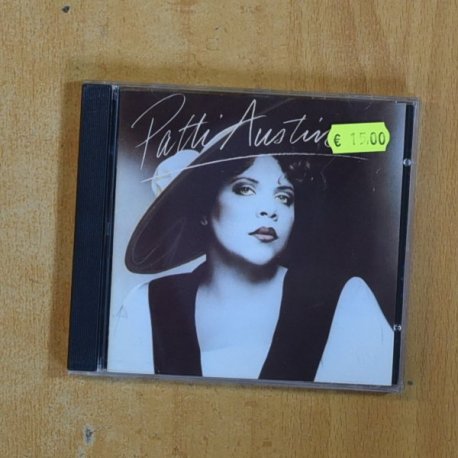 Patti Austin
€ 15,00